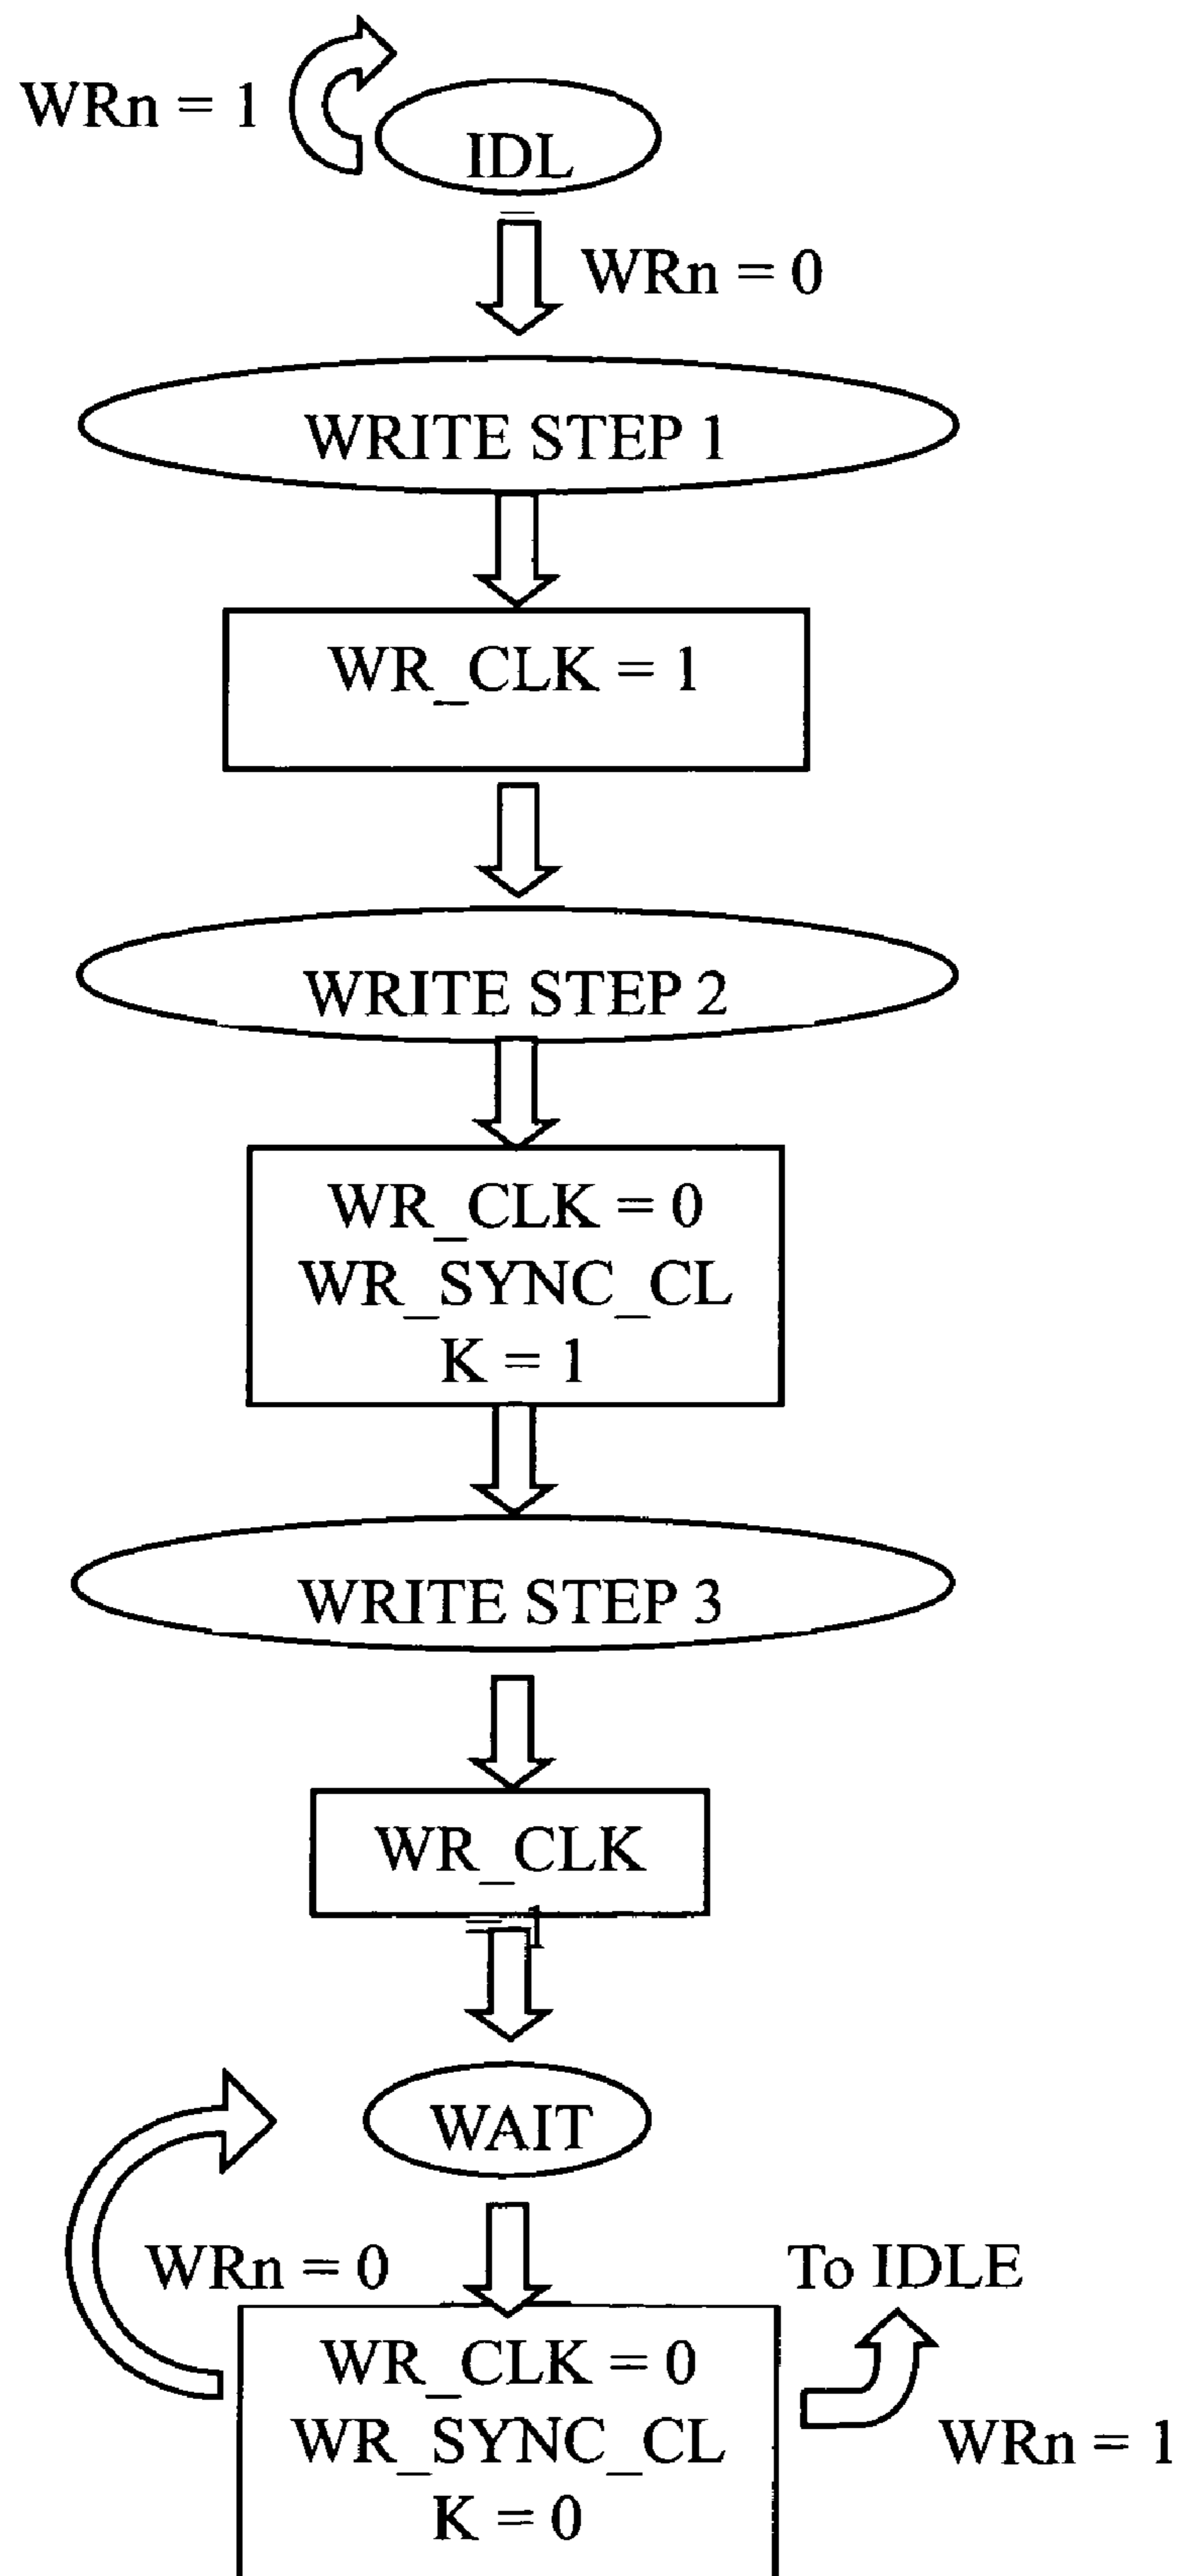 WRn = 1
IDL
WRn = 0
WRITE STEP 1
WR_CLK = 1
WRITE STEP 2
WR_CLK = 0
WR_SYNC_CL
K = 1
WRITE STEP 3
WR_CLK
= 1
WAIT
WRn = 0
To IDLE
WR_CLK = 0
WR_SYNC_CL
K = 0
WRn = 1